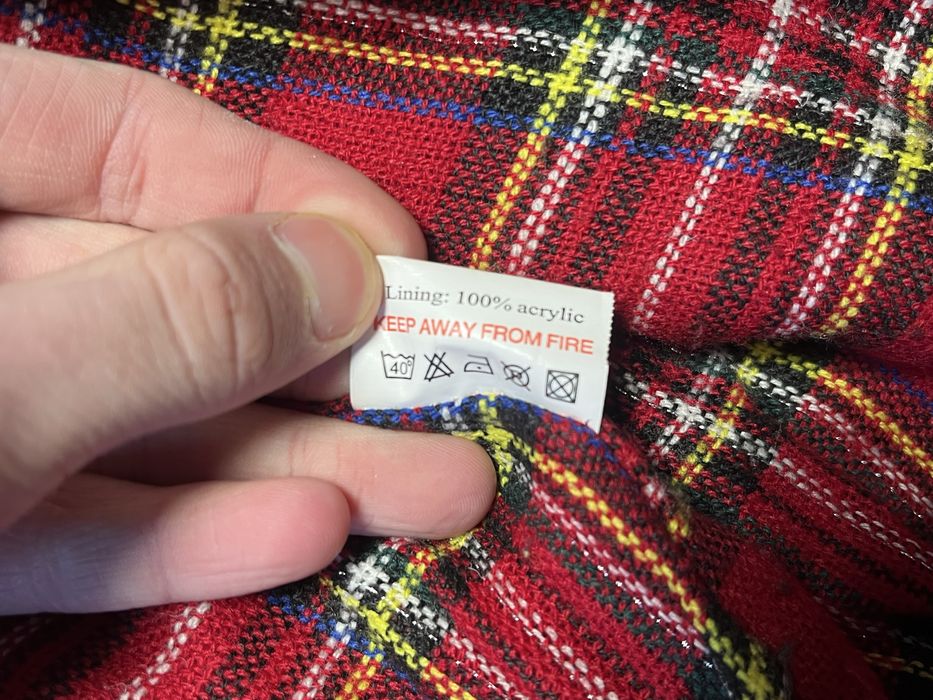 Lining: 100% acrylic
KEEP AWAY FROM FIRE
40°